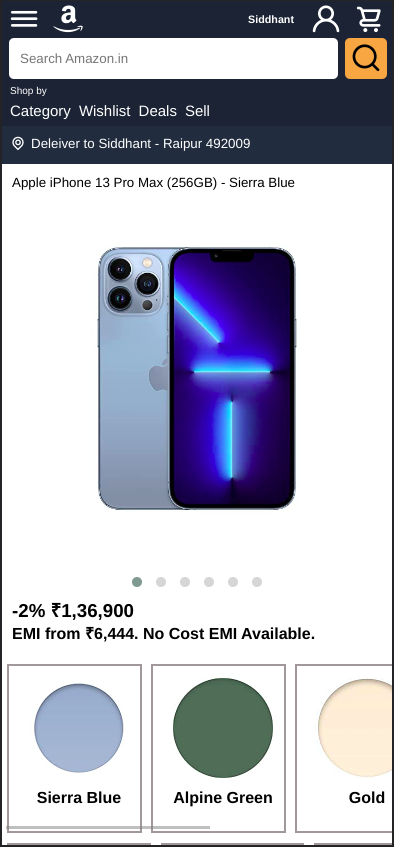 a
Siddhant
Search Amazon.in
Shop by
Category Wishlist Deals Sell
Deleiver to Siddhant - Raipur 492009
Apple iPhone 13 Pro Max (256GB) - Sierra Blue
-2% ₹1,36,900
EMI from ₹6,444. No Cost EMI Available.
Sierra Blue Alpine Green Gold